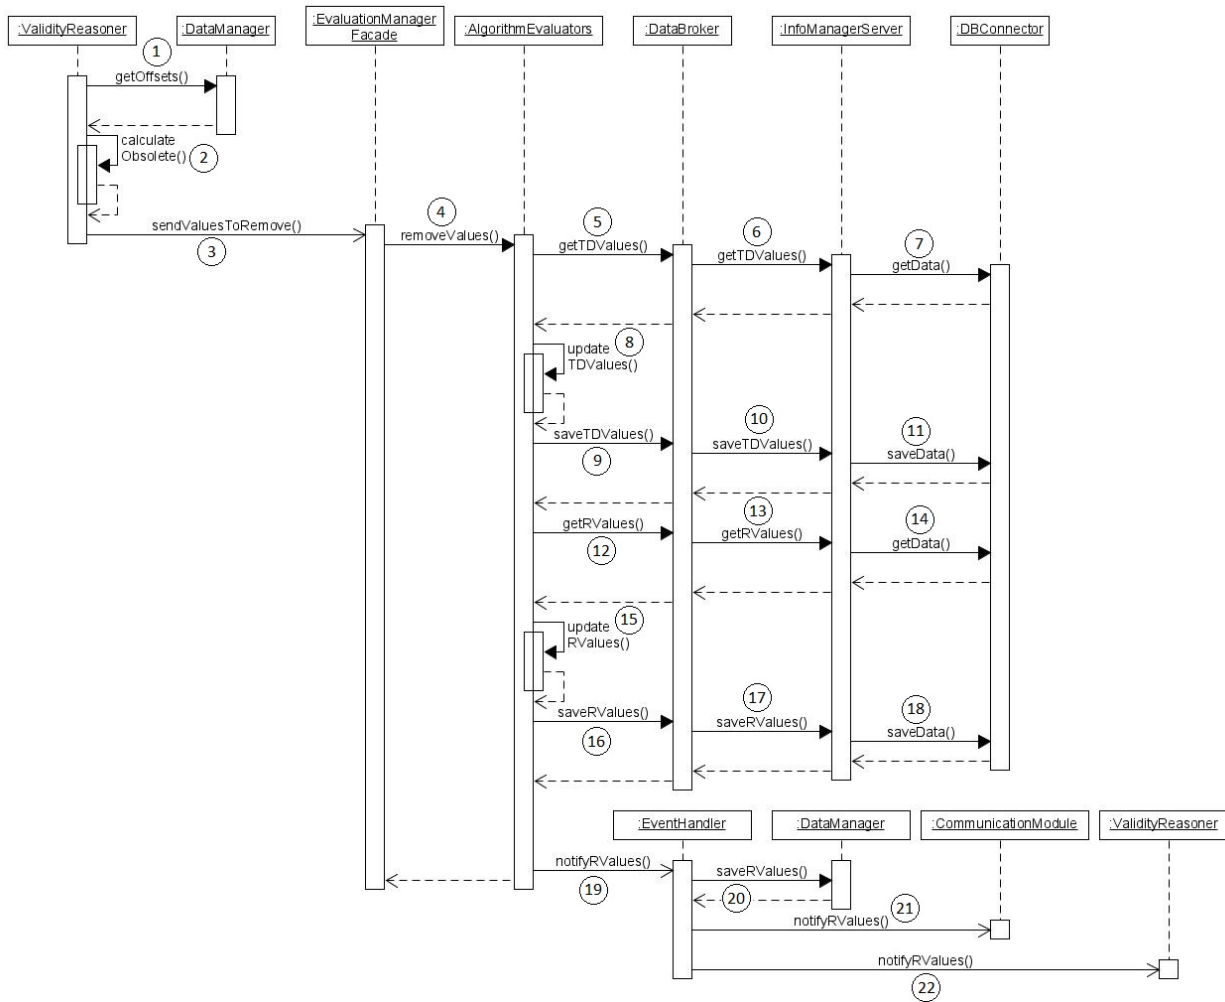 :ValidityReasoner
:DataManager
:EvaluationManager
Facade
:AlgorithmEvaluators
:DataBroker
:InfoManagerServer
:DBConnector
1
getOffsets()
calculate
Obsolete()
2
sendValuesToRemove()
3
4
removeValues()
5
getTDValues()
6
getTDValues()
7
getData()
8
update
TDValues()
saveTDValues()
9
10
saveTDValues()
11
saveData()
getRValues()
12
13
getRValues()
14
getData()
15
update
RValues()
saveRValues()
16
17
saveRValues()
18
saveData()
:EventHandler
:DataManager
:CommunicationModule
:ValidityReasoner
notifyRValues()
19
saveRValues()
20
21
notifyRValues()
notifyRValues()
22